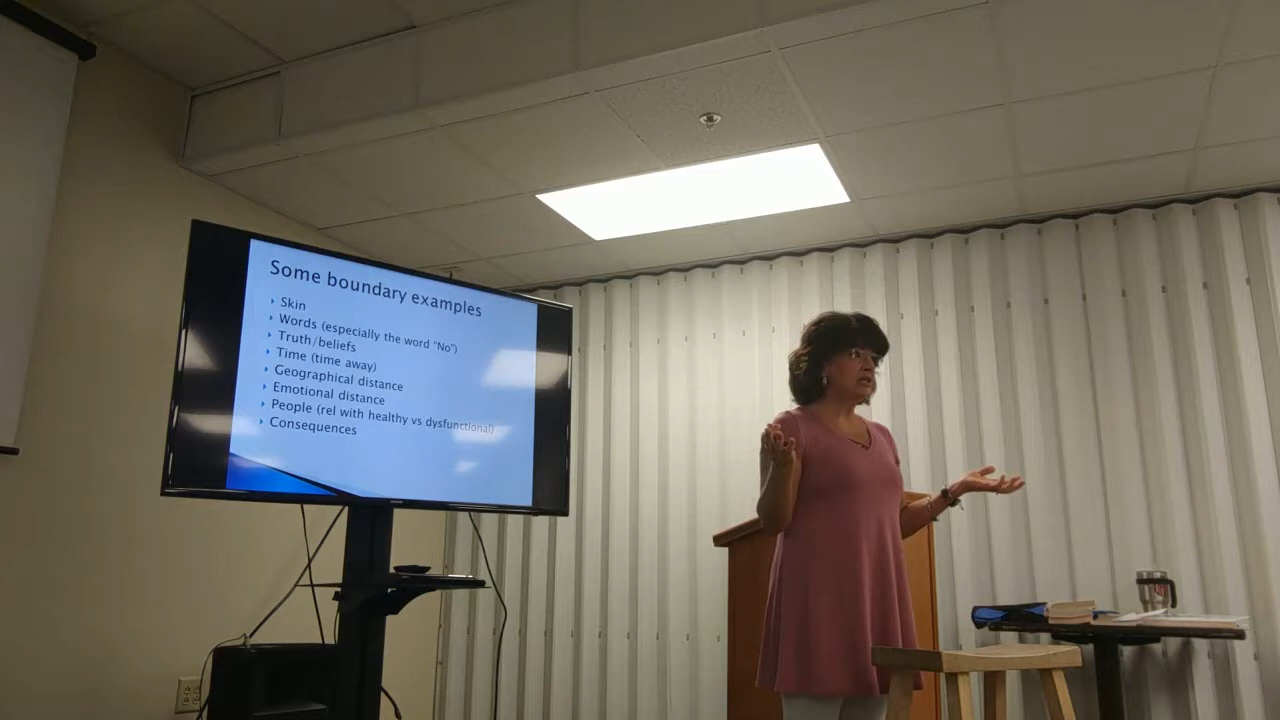 Some boundary examples
Skin
Words (especially the word "No")
Truth/beliefs
Time (time away)
Geographical distance
Emotional distance
People (rel with healthy vs dysfunctional)
Consequences